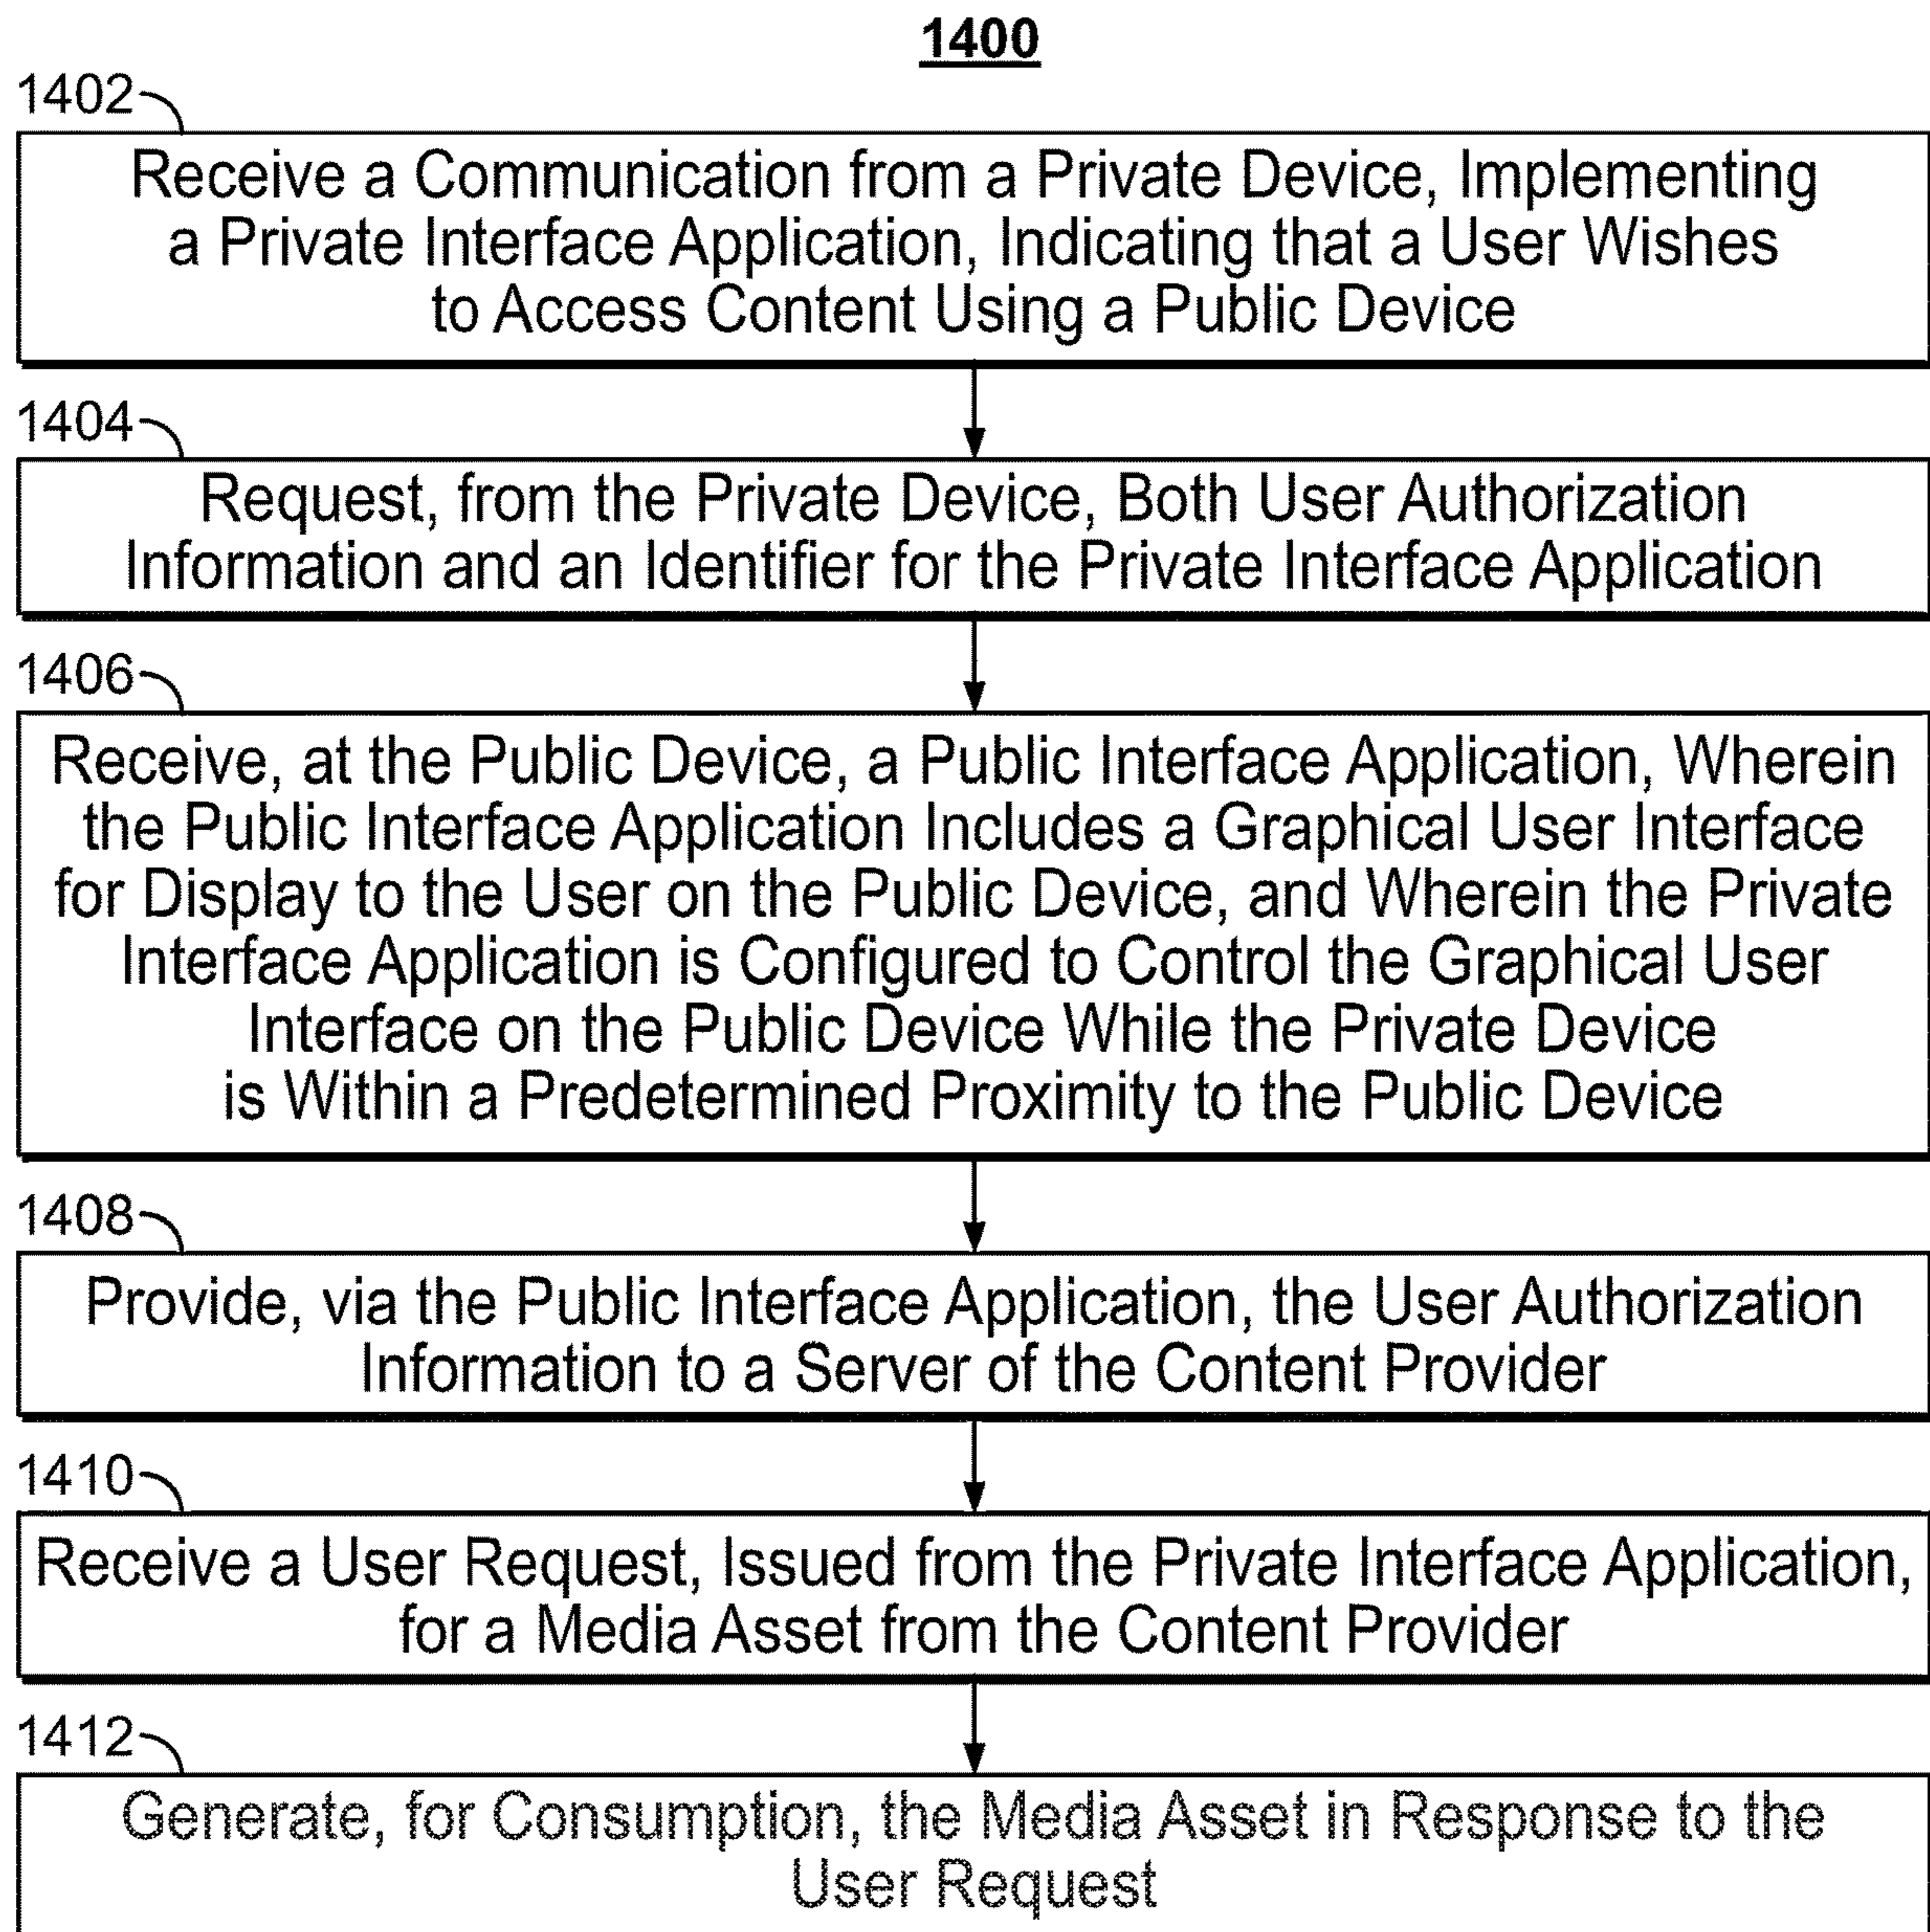 1400
1402
Receive a Communication from a Private Device, Implementing
a Private Interface Application, Indicating that a User Wishes
to Access Content Using a Public Device
1404
Request, from the Private Device, Both User Authorization
Information and an Identifier for the Private Interface Application
1406
Receive, at the Public Device, a Public Interface Application, Wherein
the Public Interface Application Includes a Graphical User Interface
for Display to the User on the Public Device, and Wherein the Private
Interface Application is Configured to Control the Graphical User
Interface on the Public Device While the Private Device
is Within a Predetermined Proximity to the Public Device
1408
Provide, via the Public Interface Application, the User Authorization
Information to a Server of the Content Provider
1410
Receive a User Request, Issued from the Private Interface Application,
for a Media Asset from the Content Provider
1412
Generate, for Consumption, the Media Asset in Response to the
User Request